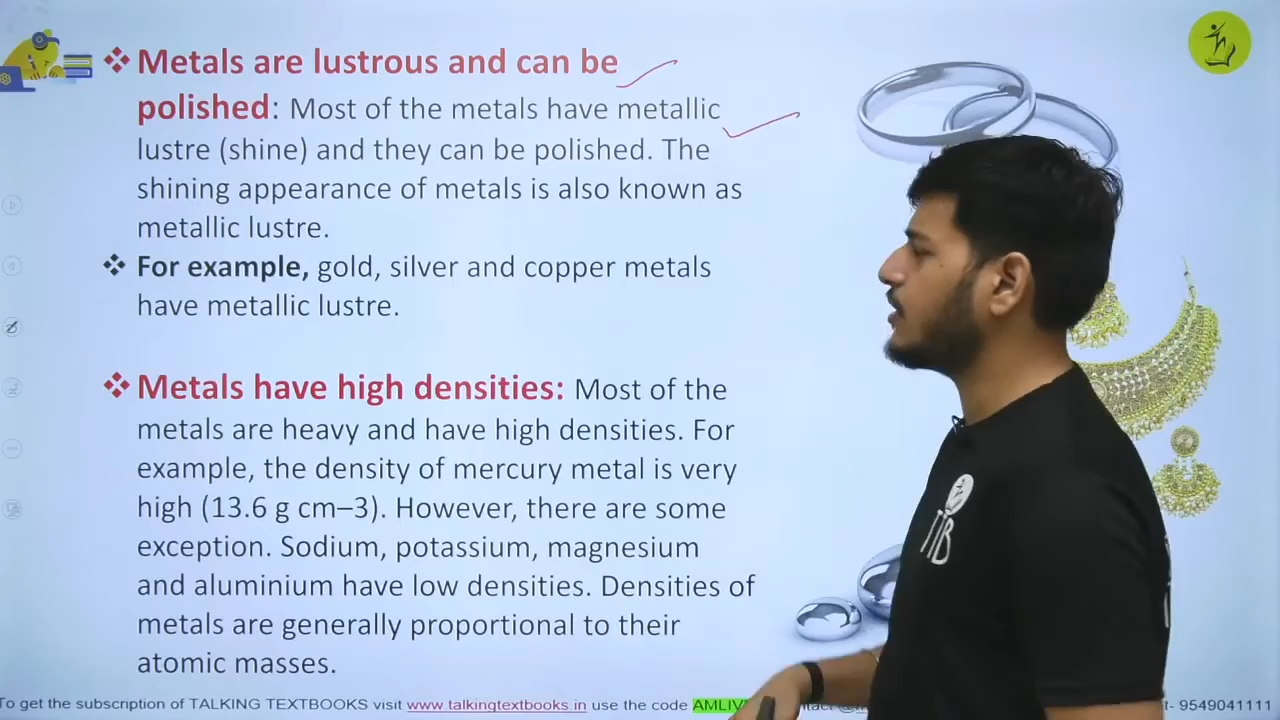 ❖ Metals are lustrous and can be
polished: Most of the metals have metallic
lustre (shine) and they can be polished. The
shining appearance of metals is also known as
metallic lustre.
❖ For example, gold, silver and copper metals
have metallic lustre.
❖ Metals have high densities: Most of the
metals are heavy and have high densities. For
example, the density of mercury metal is very
high (13.6 g cm–3). However, there are some
exception. Sodium, potassium, magnesium
and aluminium have low densities. Densities of
metals are generally proportional to their
atomic masses.
TTB
To get the subscription of TALKING TEXTBOOKS visit www.talkingtextbooks.in use the code AMLIV t- 9549041111